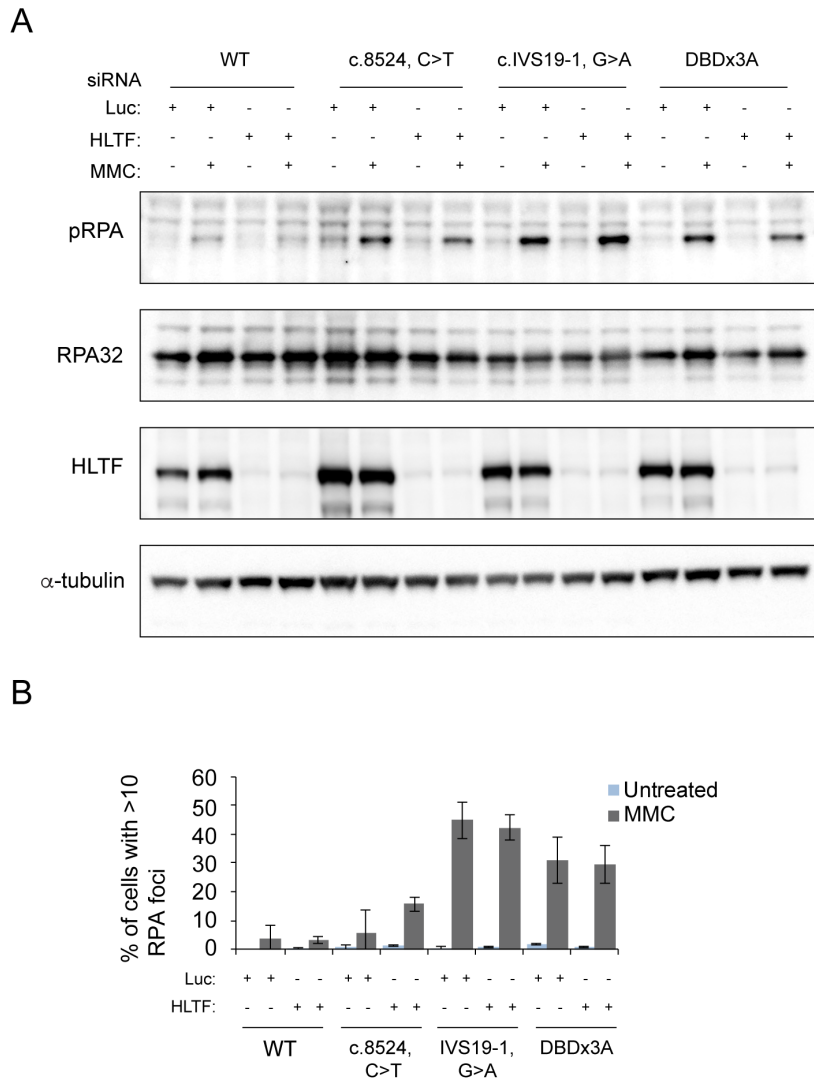 A
WT c.8524, C>T c.IVS19-1, G>A DBDx3A
siRNA
Luc: + + - - + + - - + + - - + + - -
HLTF: - - + + - - + + - - + + - - + +
MMC: - + - + - + - + - + - + - + - +
pRPA
RPA32
HLTF
α-tubulin
B
60
50
40
30
20
10
0
% of cells with >10
RPA foci
Untreated
MMC
Luc: + + - - + + - - + + - - + + - -
HLTF: - - + + - - + + - - + + - - + +
WT c.8524, IVS19-1, DBDx3A
C>T G>A